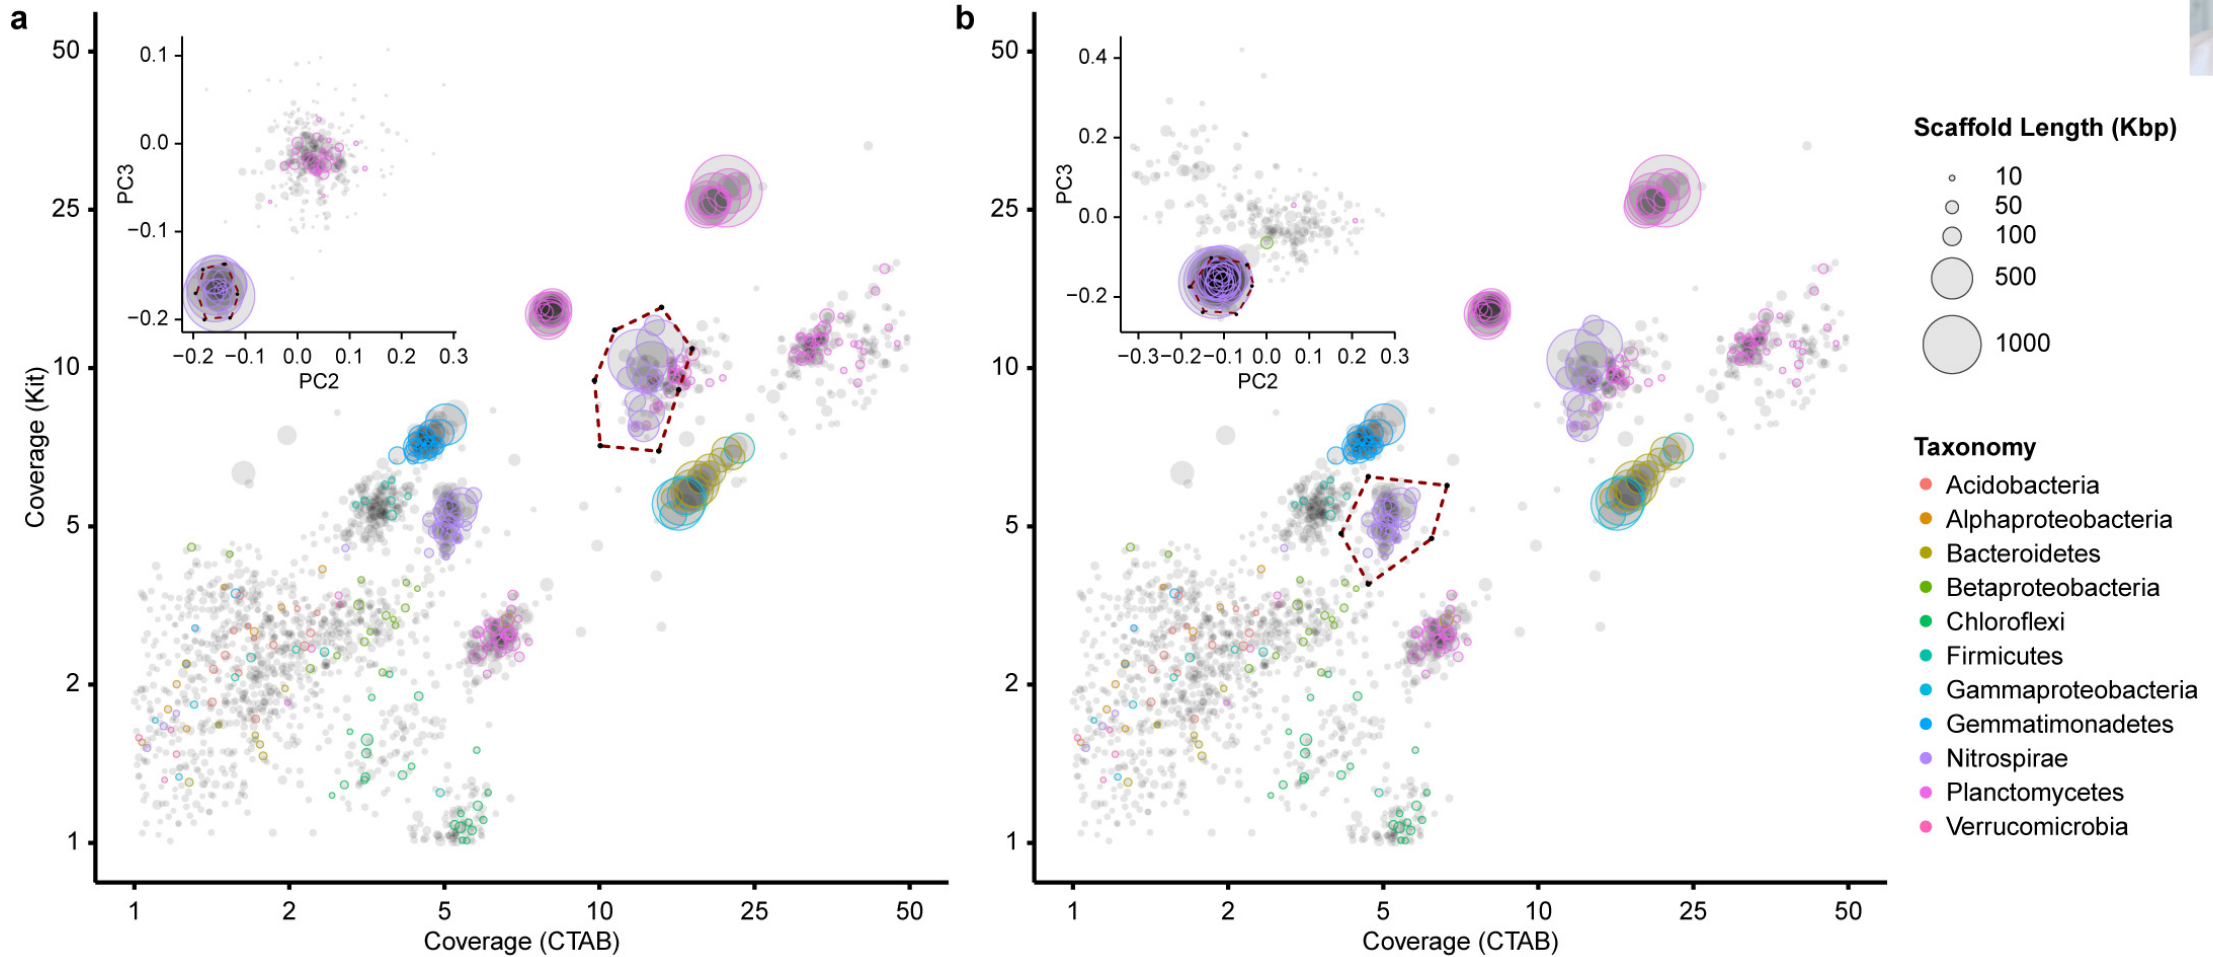 a
50
25
10
5
2
1
Coverage (Kit)
1
2
5
10
25
50
Coverage (CTAB)
0.1
0.0
−0.1
−0.2
PC3
−0.2
−0.1
0.0
0.1
0.2
0.3
PC2
b
50
25
10
5
2
1
1
2
5
10
25
50
Coverage (CTAB)
0.4
0.2
0.0
−0.2
PC3
−0.3
−0.2
−0.1
0.0
0.1
0.2
0.3
PC2
Scaffold Length (Kbp)
10
50
100
500
1000
Taxonomy
Acidobacteria
Alphaproteobacteria
Bacteroidetes
Betaproteobacteria
Chloroflexi
Firmicutes
Gammaproteobacteria
Gemmatimonadetes
Nitrospirae
Planctomycetes
Verrucomicrobia